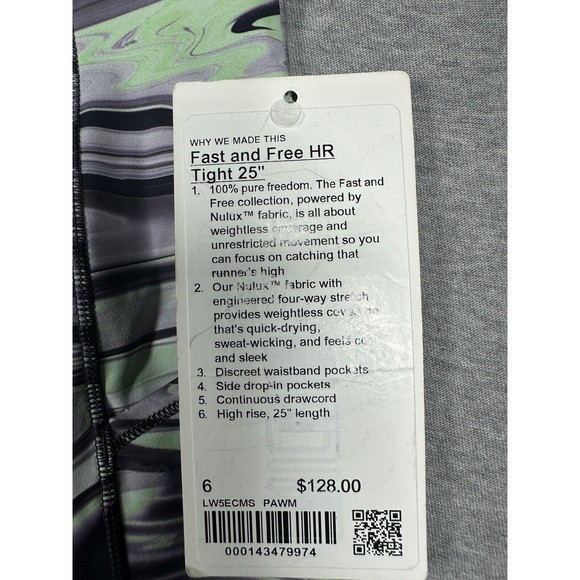 WHY WE MADE THIS
Fast and Free HR
Tight 25"
1. 100% pure freedom. The Fast and
Free collection, powered by
Nulux™ fabric, is all about
weightless coverage and
unrestricted movement so you
can focus on catching that
runner's high
2. Our Nulux™ fabric with
engineered four-way stretch
provides weightless
that's quick-drying,
sweat-wicking, and feels
and sleek
3. Discreet waistband pockets
4. Side drop-in pockets
5. Continuous drawcord
6. High rise, 25" length
6 $128.00
LW5ECMS PAWM
000143479974